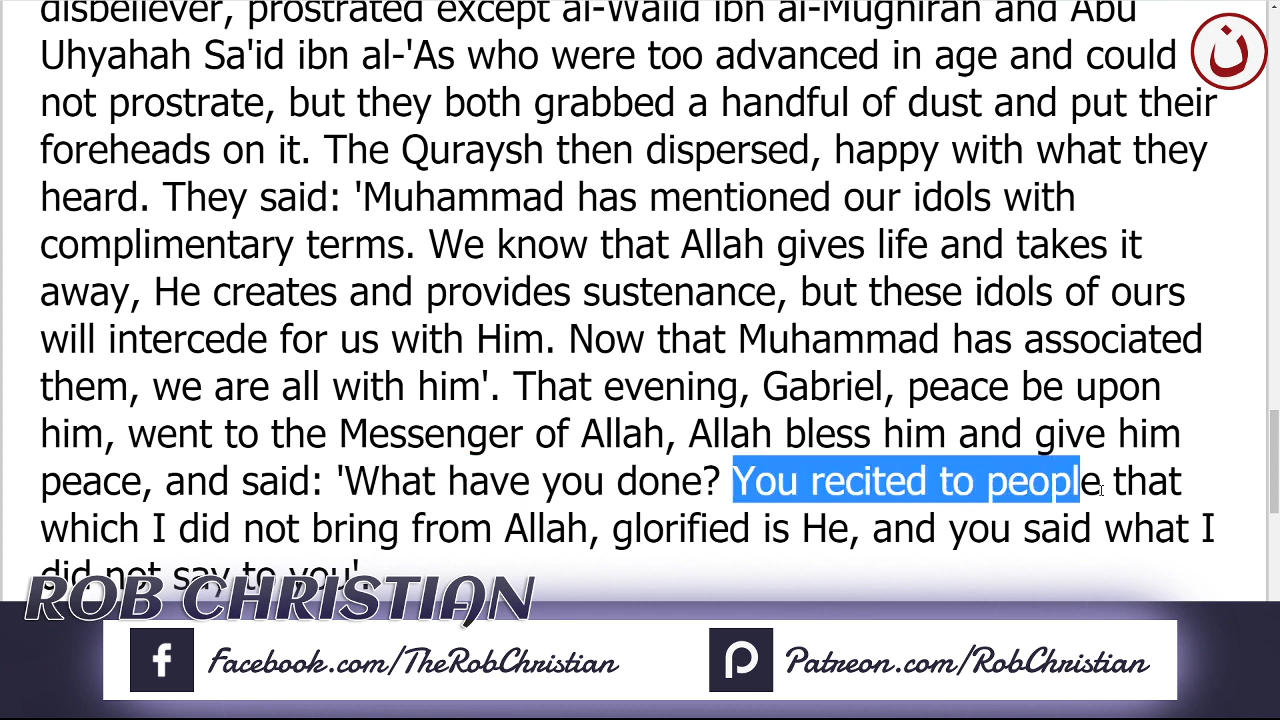 disbeliever, prostrated except al-Walid ibn al-Mughirah and Abu
Uhyahah Sa'id ibn al-'As who were too advanced in age and could
not prostrate, but they both grabbed a handful of dust and put their
foreheads on it. The Quraysh then dispersed, happy with what they
heard. They said: 'Muhammad has mentioned our idols with
complimentary terms. We know that Allah gives life and takes it
away, He creates and provides sustenance, but these idols of ours
will intercede for us with Him. Now that Muhammad has associated
them, we are all with him'. That evening, Gabriel, peace be upon
him, went to the Messenger of Allah, Allah bless him and give him
peace, and said: 'What have you done? You recited to people that
which I did not bring from Allah, glorified is He, and you said what I
did not say to you'.
ن
ROB CHRISTIAN
f Facebook.com/TheRobChristian
Patreon.com/RobChristian